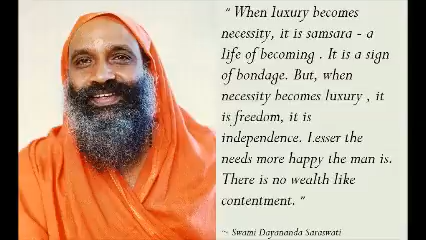 " When luxury becomes
necessity, it is samsara - a
life of becoming . It is a sign
of bondage. But, when
necessity becomes luxury , it
is freedom, it is
independence. Lesser the
needs more happy the man is.
There is no wealth like
contentment. "
~ Swami Dayananda Saraswati